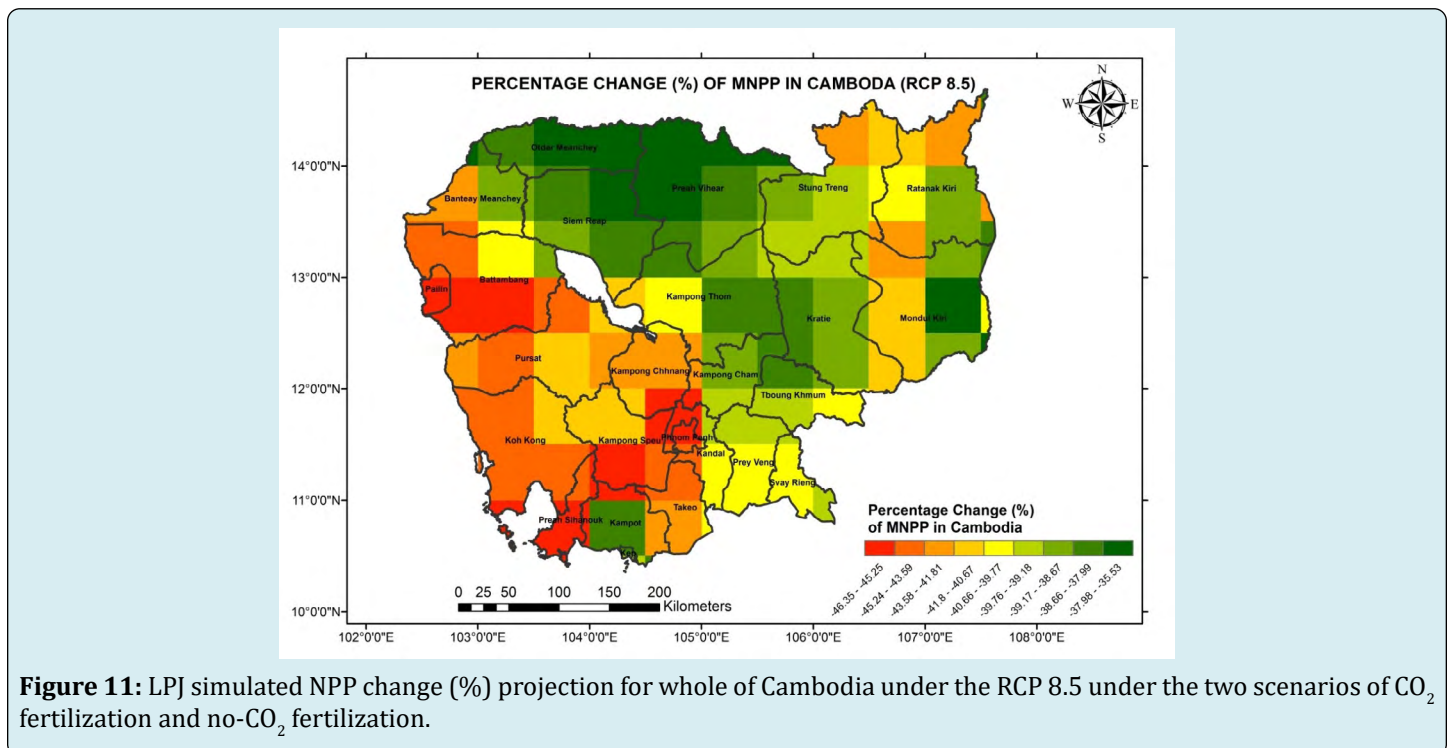 PERCENTAGE CHANGE (%) OF MNPP IN CAMBODA (RCP 8.5)
N
W E
S
14°0'0"N
13°0'0"N
12°0'0"N
11°0'0"N
10°0'0"N
Otdar Meanchey
Banteay Meanchey
Siem Reap
Preah Vihear
Stung Treng
Ratanak Kiri
Battambang
Pailin
Kampong Thom
Kratie
Mondul Kiri
Pursat
Kampong Chhnang
Kampong Cham
Tboung Khmum
Koh Kong
Kampong Speu
Phnom Penh
Kandal
Prey Veng
Svay Rieng
Takeo
Preah Sihanouk
Kampot
Keb
Percentage Change (%)
of MNPP in Cambodia
-46.35 - -45.25
-45.24 - -43.59
-43.58 - -41.81
-41.8 - -40.67
-40.66 - -39.77
-39.76 - -39.18
-39.17 - -38.67
-38.66 - -37.99
-37.98 - -35.53
0 25 50 100 150 200
Kilometers
102°0'0"E 103°0'0"E 104°0'0"E 105°0'0"E 106°0'0"E 107°0'0"E 108°0'0"E
Figure 11: LPJ simulated NPP change (%) projection for whole of Cambodia under the RCP 8.5 under the two scenarios of CO₂
fertilization and no-CO₂ fertilization.